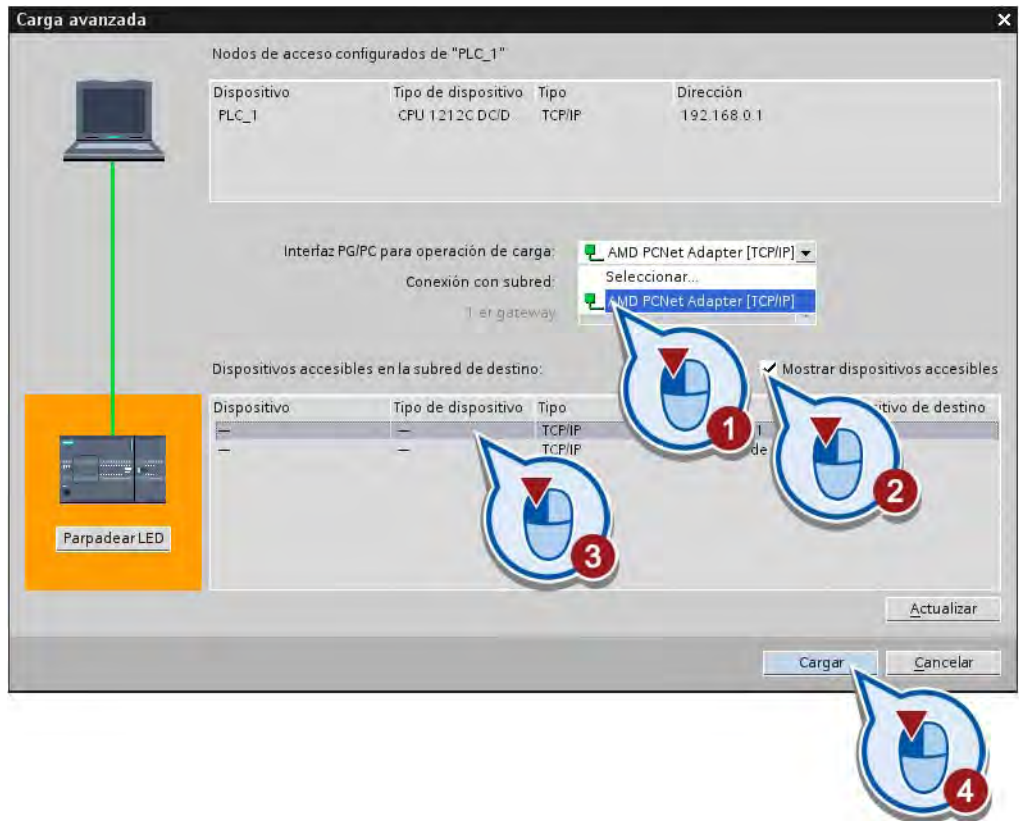 Carga avanzada
Nodos de acceso configurados de "PLC_1"
Dispositivo Tipo de dispositivo Tipo Dirección
PLC_1 CPU 1212C DC/D TCP/IP 192.168.0.1
Interfaz PG/PC para operación de carga: AMD PCNet Adapter [TCP/IP]
Conexión con subred: Seleccionar...
AMD PCNet Adapter [TCP/IP]
1 er gateway
Dispositivos accesibles en la subred de destino: Mostrar dispositivos accesibles
Dispositivo Tipo de dispositivo Tipo de destino
— — TCP/IP 1
— — TCP/IP de
1
2
3
Parpadear LED
Actualizar
Cargar Cancelar
4